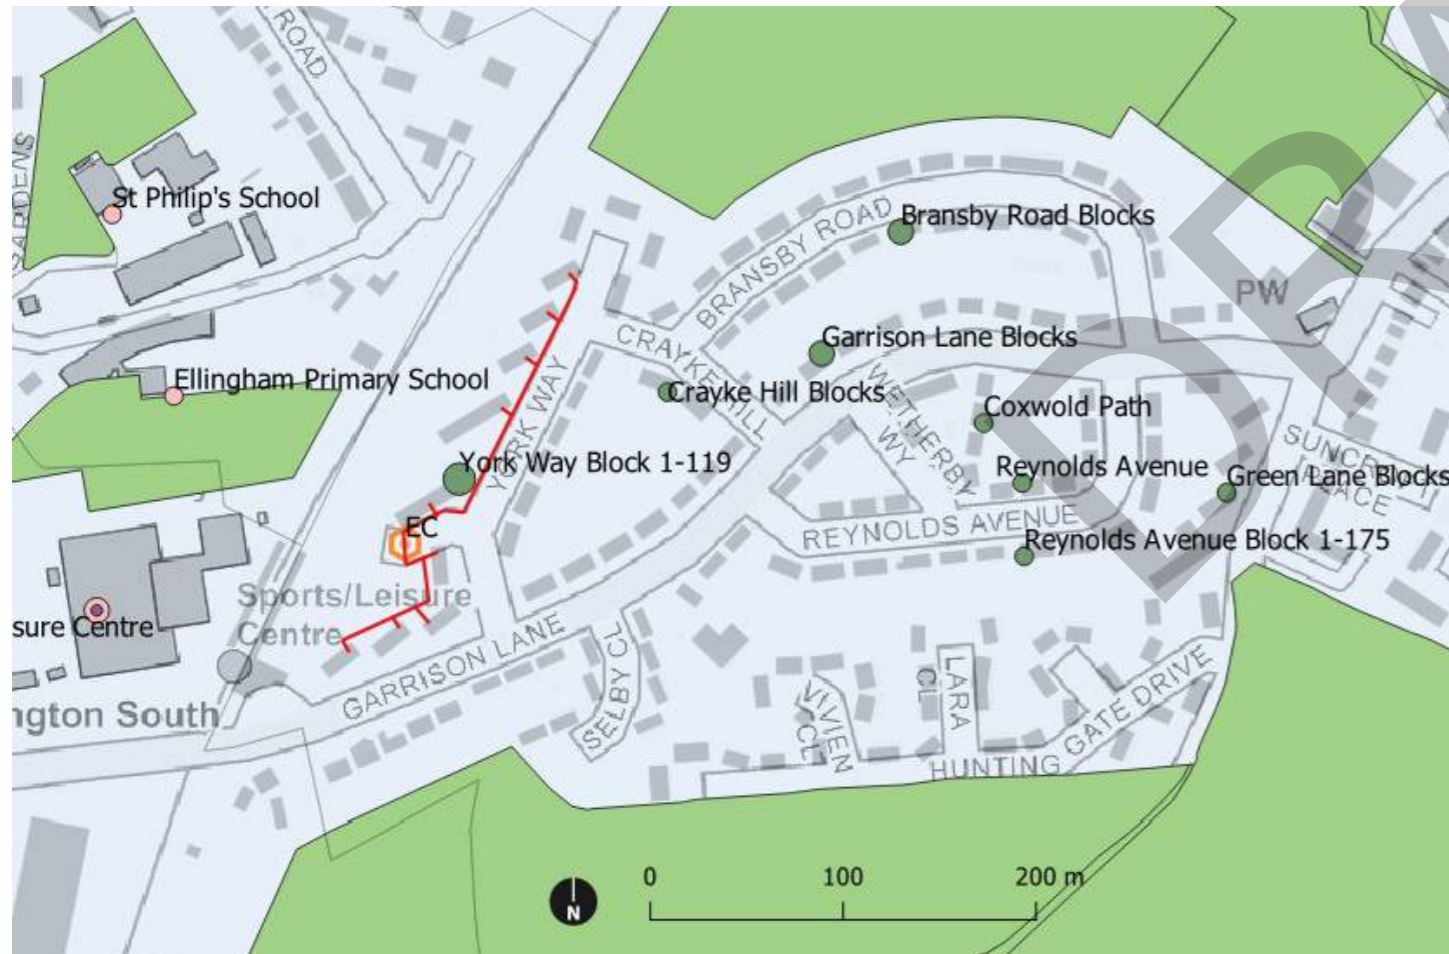 ROAD
GARDENS
St Philip's School
BRANSBY ROAD
Bransby Road Blocks
PW
CRAYKE HILL
Garrison Lane Blocks
Ellingham Primary School
Crayke Hill Blocks
WETHERBY
WY
Coxwold Path
YORK WAY
York Way Block 1-119
Reynolds Avenue
Green Lane Blocks
PLACE
EC
REYNOLDS AVENUE
Reynolds Avenue Block 1-175
Sports/Leisure
Centre
sure Centre
GARRISON LANE
SELBY CL
VIVIEN
CL
LARA
CL
HUNTING GATE DRIVE
ngton South
0 100 200 m
N